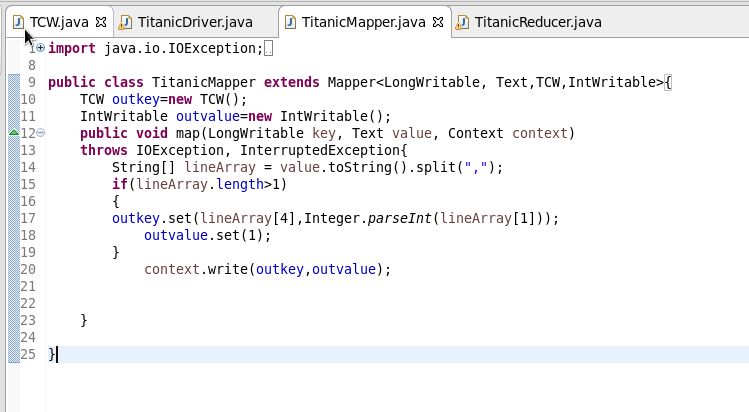 TCW.java TitanicDriver.java TitanicMapper.java TitanicReducer.java
1 import java.io.IOException;
8
9 public class TitanicMapper extends Mapper<LongWritable, Text,TCW,IntWritable>{
10 TCW outkey=new TCW();
11 IntWritable outvalue=new IntWritable();
12 public void map(LongWritable key, Text value, Context context)
13 throws IOException, InterruptedException{
14 String[] lineArray = value.toString().split(",");
15 if(lineArray.length>1)
16 {
17 outkey.set(lineArray[4],Integer.parseInt(lineArray[1]));
18 outvalue.set(1);
19 }
20 context.write(outkey,outvalue);
21
22
23 }
24
25 }